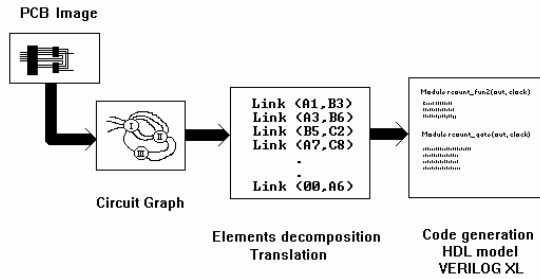 PCB Image
I
II
III
Circuit Graph
Link (A1,B3)
Link (A3,B6)
Link (B5,C2)
Link (A7,C8)
.
.
Link (00,A6)
Elements decomposition
Translation
Module rcount_fun2(out, clock)
Module rcount_gate(out, clock)
Code generation
HDL model
VERILOG XL